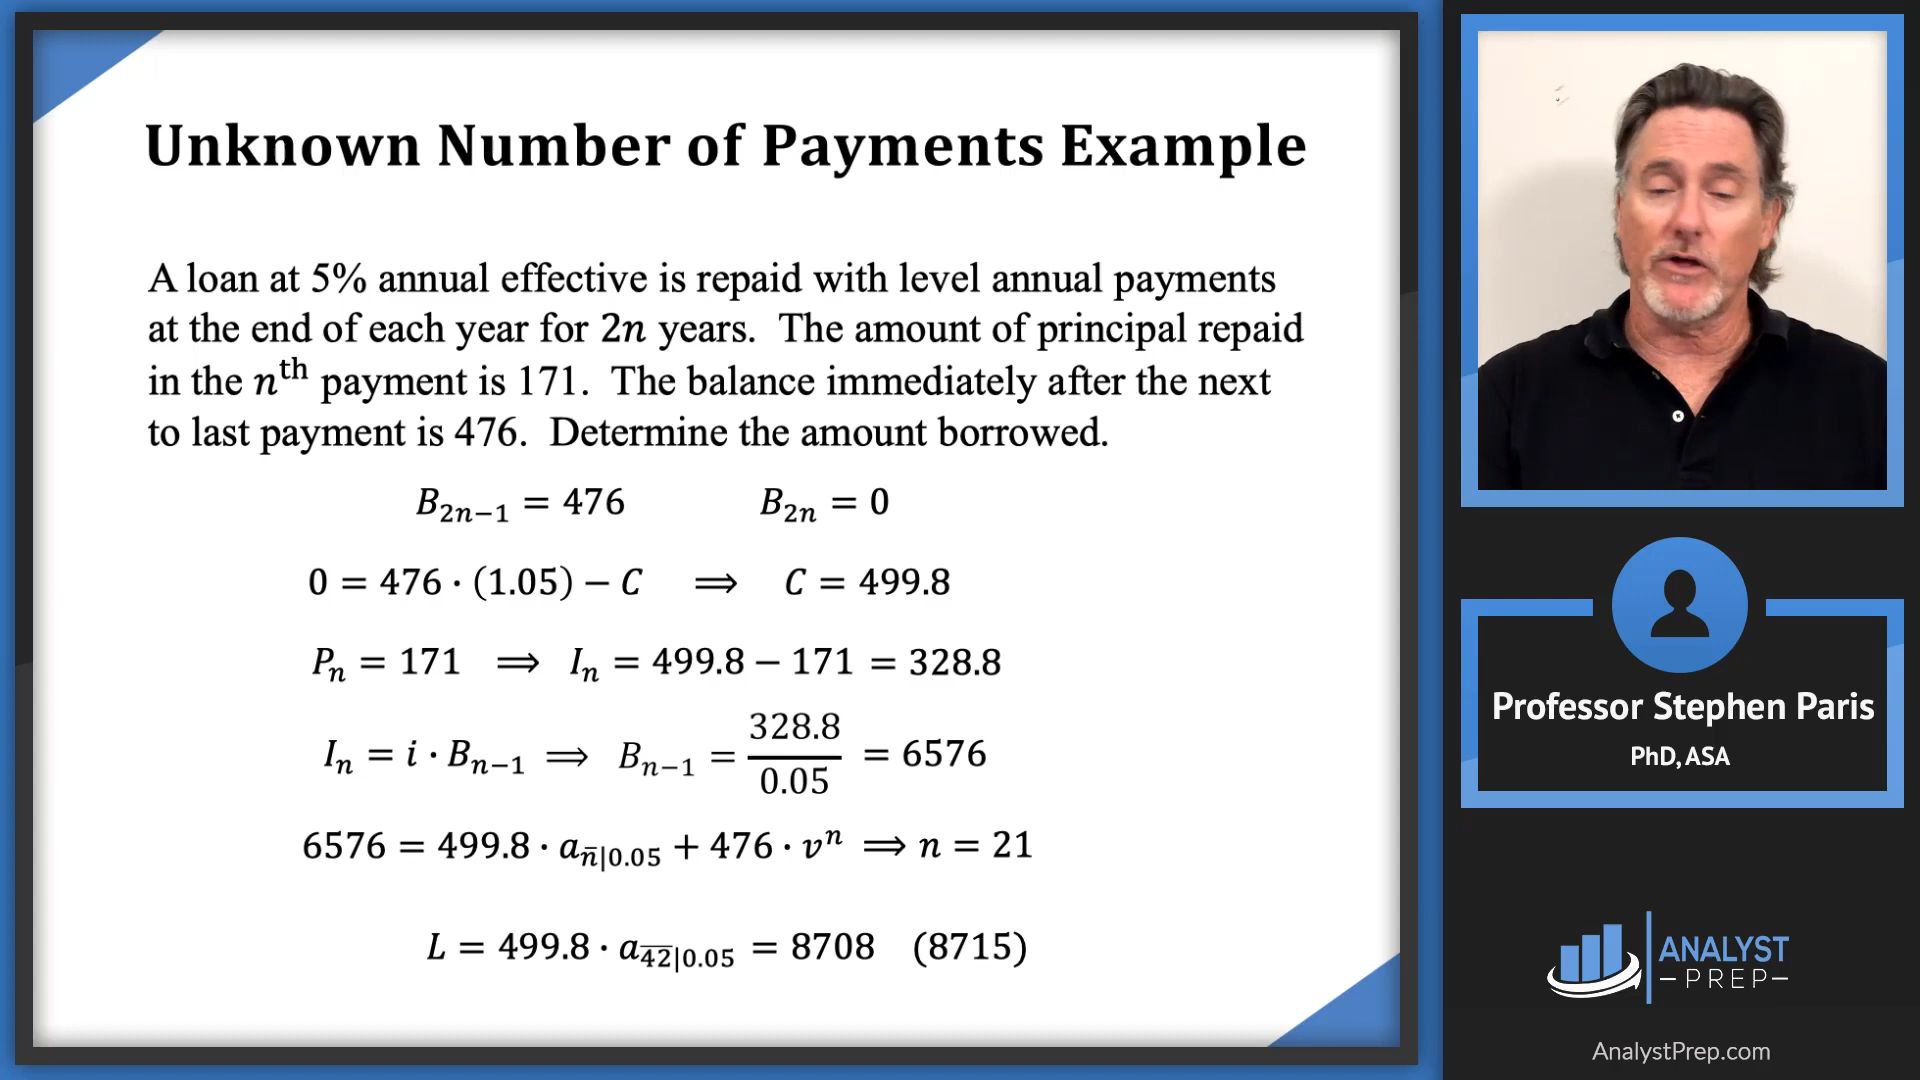 Unknown Number of Payments Example
A loan at 5% annual effective is repaid with level annual payments
at the end of each year for 2n years. The amount of principal repaid
in the nᵗʰ payment is 171. The balance immediately after the next
to last payment is 476. Determine the amount borrowed.
B₂ₙ₋₁ = 476 B₂ₙ = 0
0 = 476 · (1.05) − C ⟹ C = 499.8
Pₙ = 171 ⟹ Iₙ = 499.8 − 171 = 328.8
Iₙ = i · Bₙ₋₁ ⟹ Bₙ₋₁ = 328.8/0.05 = 6576
6576 = 499.8 · a_n̅|0.05 + 476 · vⁿ ⟹ n = 21
L = 499.8 · a_4̅2̅|0.05 = 8708 (8715)
Professor Stephen Paris
PhD, ASA
ANALYST
PREP
AnalystPrep.com